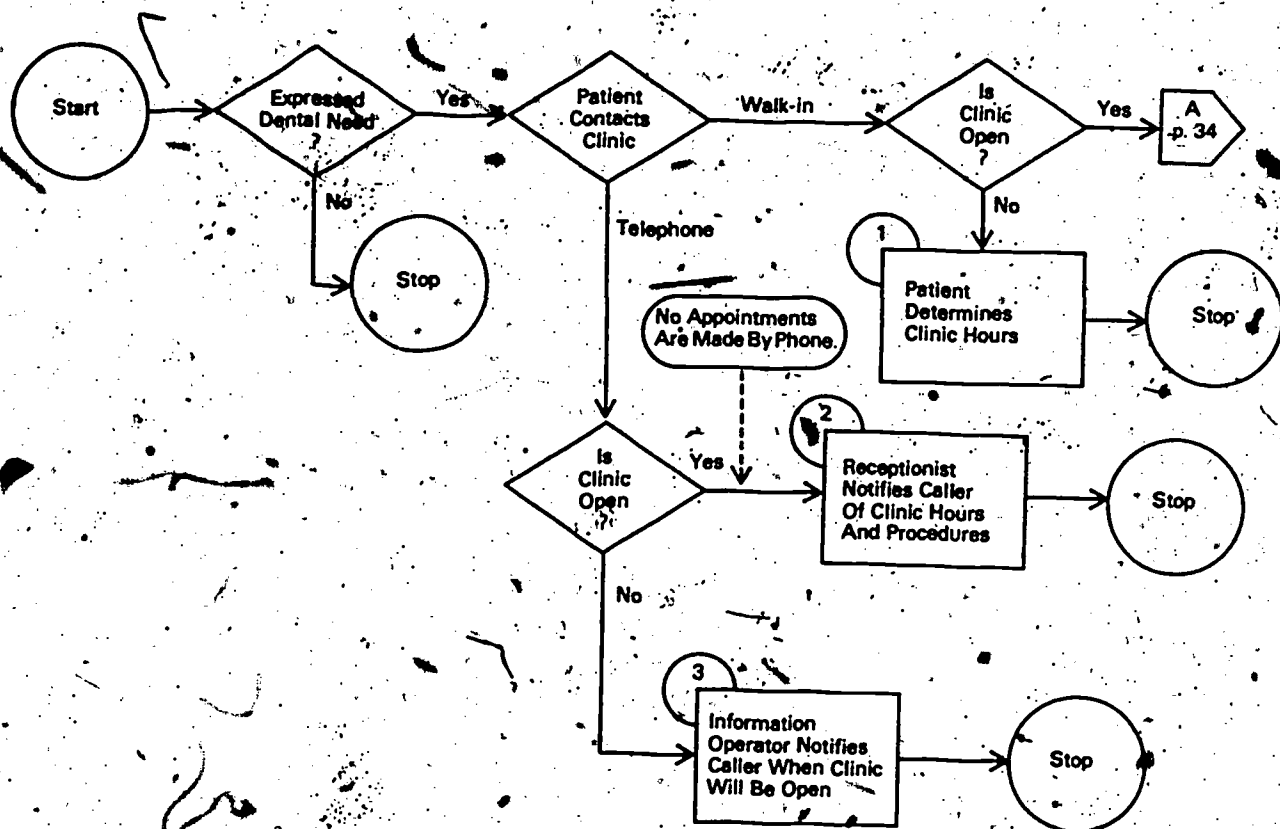 Start
Expressed
Dental Need
?
Yes
No
Stop
Patient
Contacts
Clinic
Walk-in
Is
Clinic
Open
?
Yes
A
p. 34
No
1
Patient
Determines
Clinic Hours
Stop
Telephone
No Appointments
Are Made By Phone.
Is
Clinic
Open
?
Yes
2
Receptionist
Notifies Caller
Of Clinic Hours
And Procedures
Stop
No
3
Information
Operator Notifies
Caller When Clinic
Will Be Open
Stop